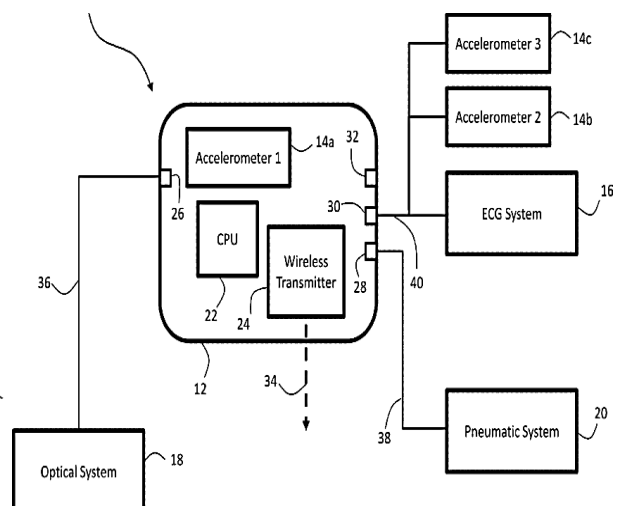 Accelerometer 3
14c
Accelerometer 2
14b
32
14a
Accelerometer 1
26
30
16
ECG System
CPU
Wireless
Transmitter
28
40
36
22
24
12
34
38
20
Pneumatic System
18
Optical System